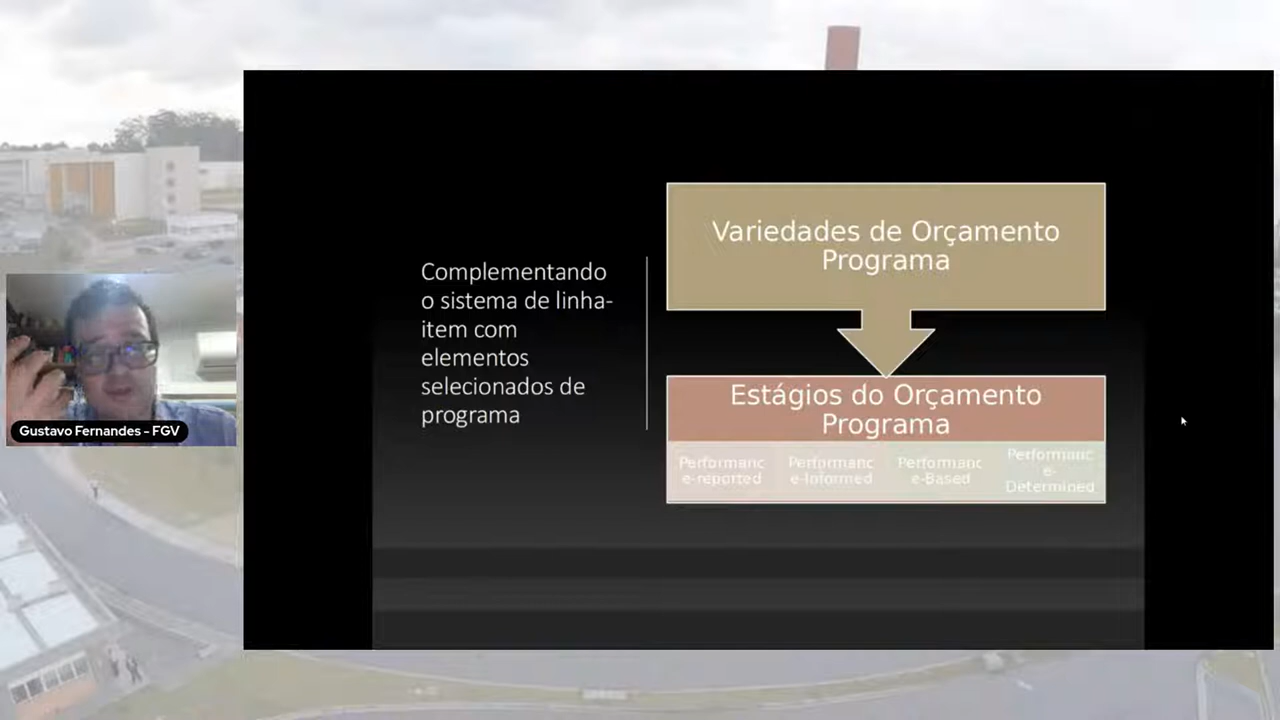 Complementando
o sistema de linha-
item com
elementos
selecionados de
programa
Variedades de Orçamento
Programa
Estágios do Orçamento
Programa
Performanc
e-reported
Performanc
e-Informed
Performanc
e-Based
Performanc
e-
Determined
Gustavo Fernandes - FGV